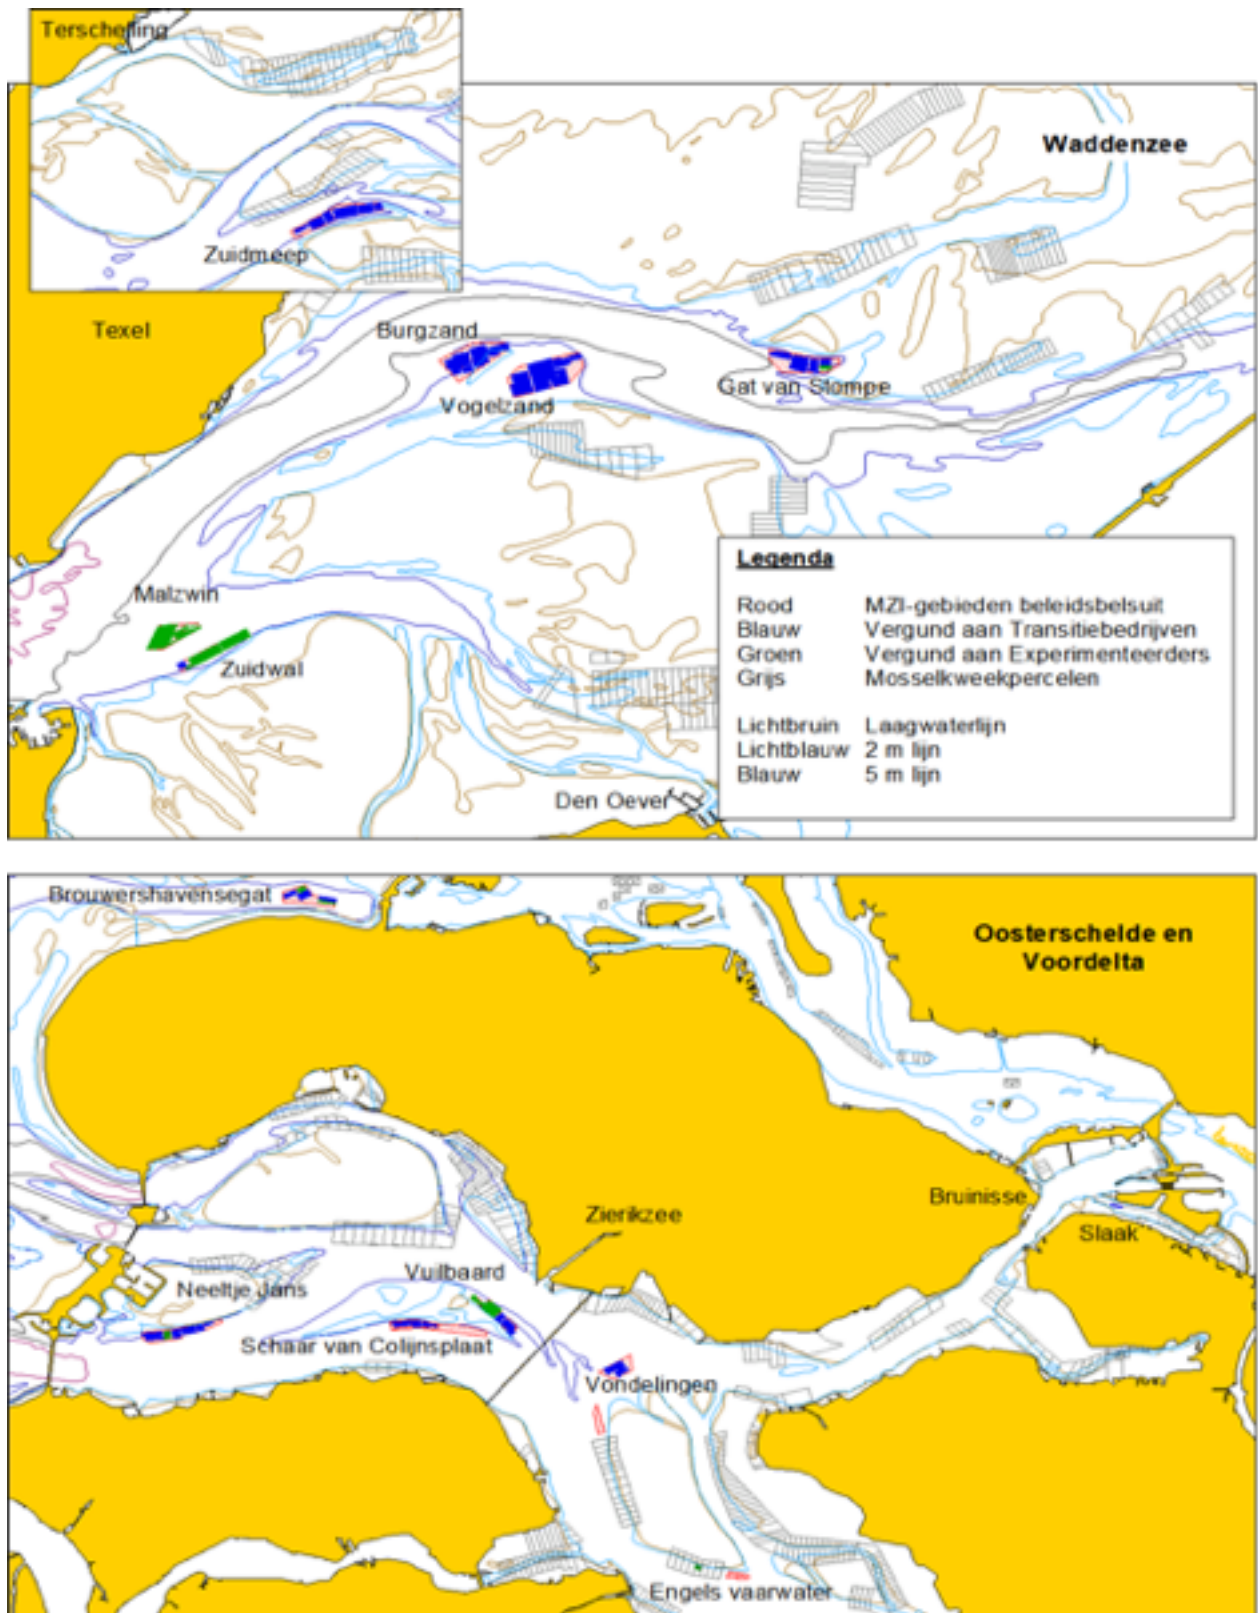 Terschelling
Waddenzee
Zuidmeep
Texel
Burgzand
Gat van Slompe
Vogelzand
Legenda
Malzwin
Rood MZI-gebieden beleidsbelsuit
Blauw Vergund aan Transitiebedrijven
Groen Vergund aan Experimenteerders
Grijs Mosselkweekpercelen
Zuidwal
Lichtbruin Laagwaterlijn
Lichtblauw 2 m lijn
Blauw 5 m lijn
Den Oever
Brouwershavensegat
Oosterschelde en
Voordelta
Bruinisse
Zierikzee
Slaak
Vuilbaard
Neeltje Jans
Schaar van Colijnsplaat
Vondelingen
Engels vaarwater